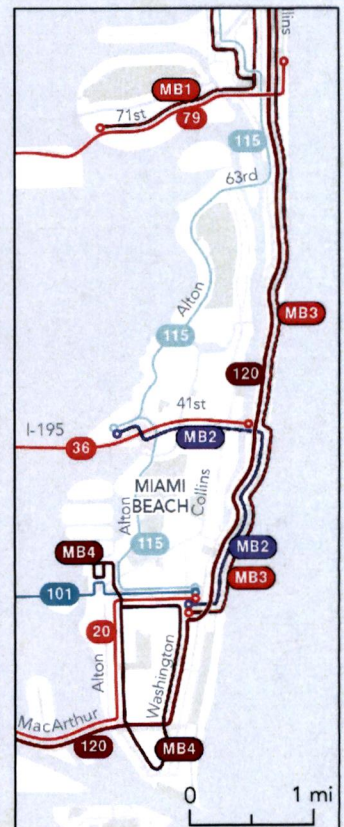 llins
MB1
71st
79
115
63rd
Alton
MB3
115
120
41st
I-195
MB2
36
MIAMI
BEACH
Collins
Alton
115
MB2
MB4
MB3
101
20
Alton
Washington
MacArthur
120
MB4
0 1 mi